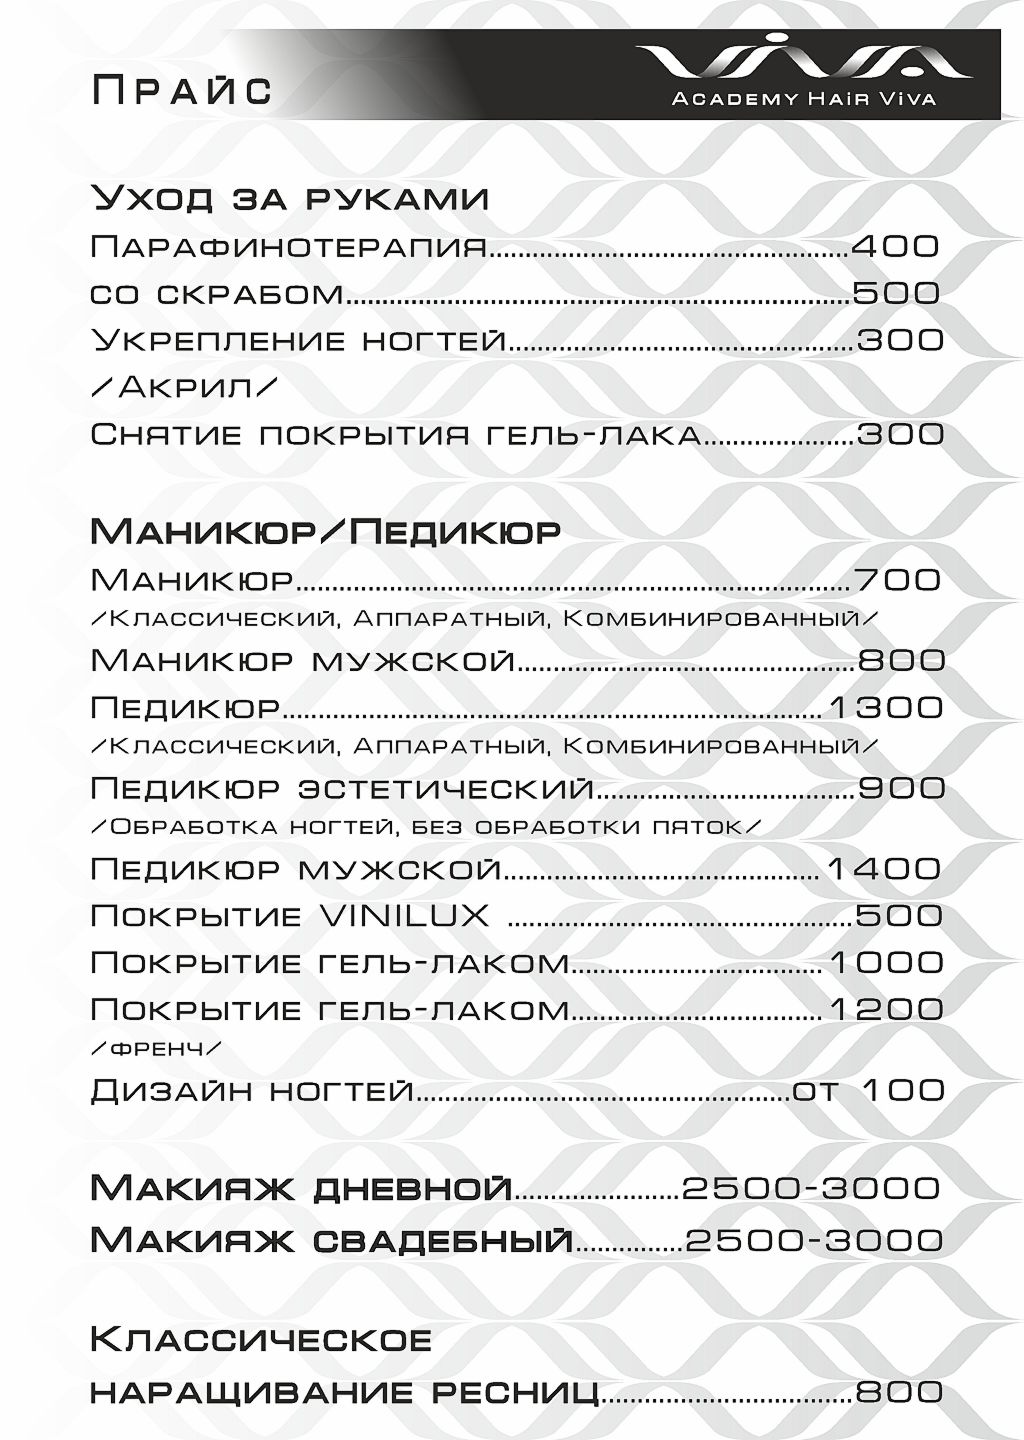 Прайс
ViVA
Academy Hair Viva
Уход за руками
Парафинотерапия........................................400
со скрабом........................................500
Укрепление ногтей........................................300
/Акрил/
Снятие покрытия гель-лака.....................300
Маникюр/Педикюр
Маникюр........................................700
/Классический, Аппаратный, Комбинированный/
Маникюр мужской........................................800
Педикюр........................................1300
/Классический, Аппаратный, Комбинированный/
Педикюр эстетический....................................900
/Обработка ногтей, без обработки пяток/
Педикюр мужской........................................1400
Покрытие VINILUX ........................................500
Покрытие гель-лаком...................................1000
Покрытие гель-лаком...................................1200
/френч/
Дизайн ногтей........................................от 100
Макияж дневной.......................2500-3000
Макияж свадебный...............2500-3000
Классическое
наращивание ресниц...................................800